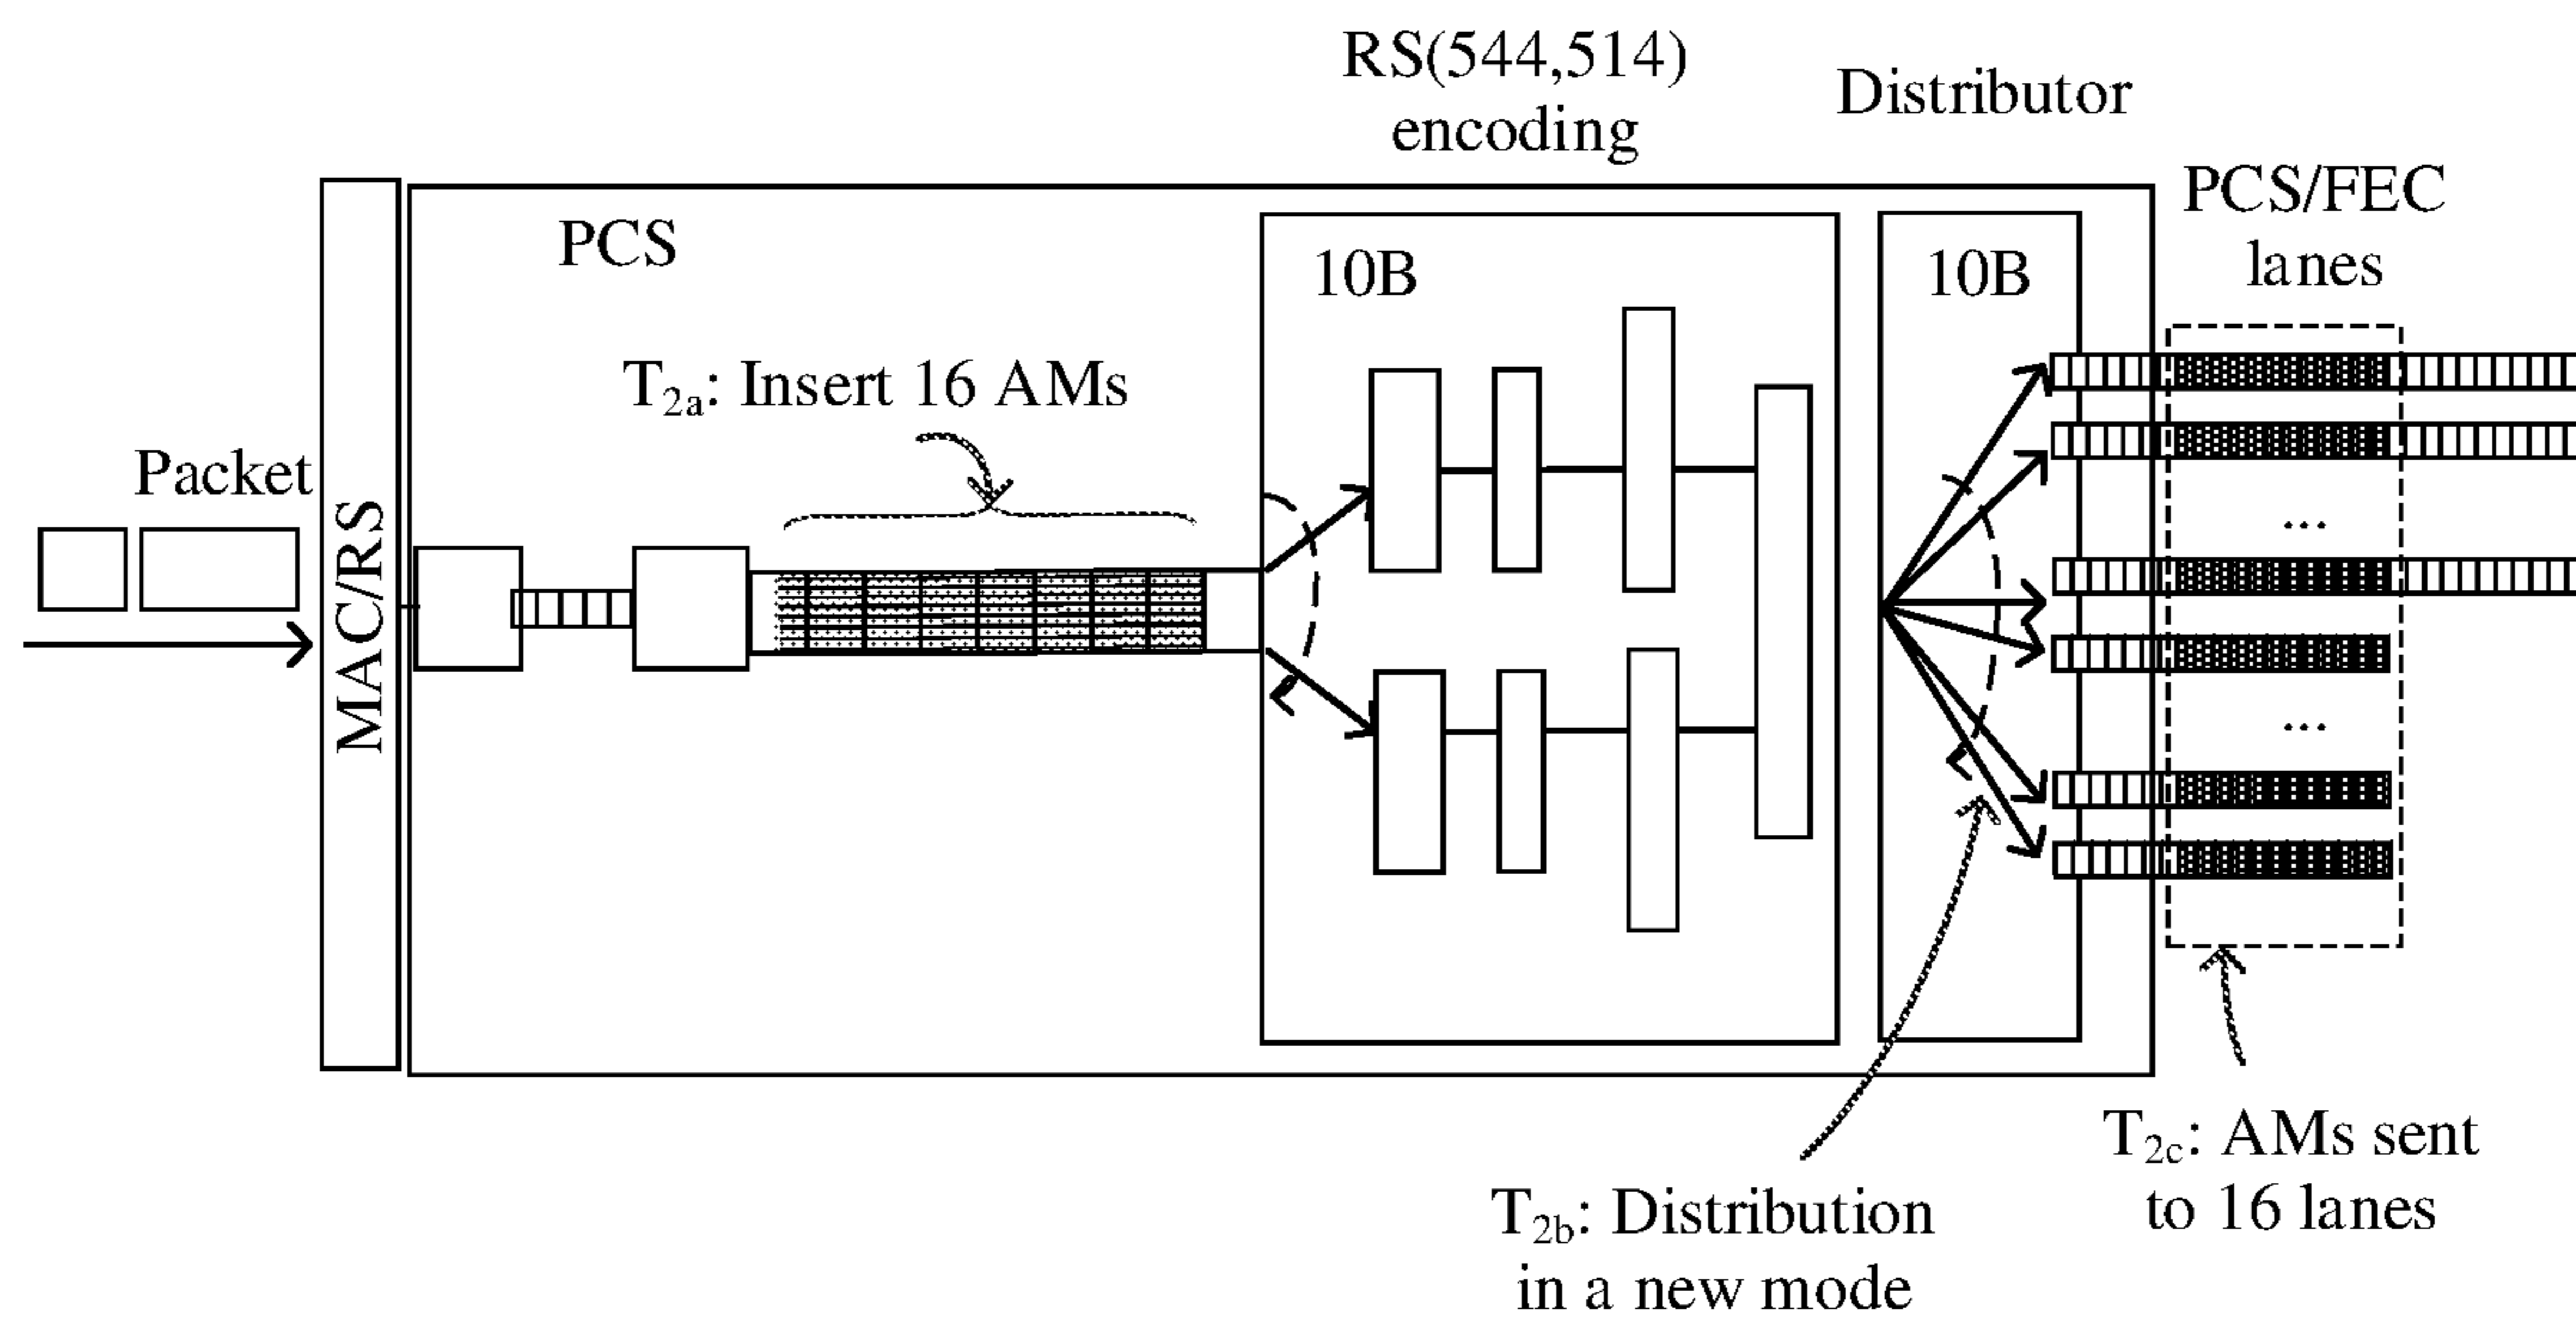 RS(544,514)
encoding
Distributor
PCS/FEC
lanes
PCS
10B
10B
T2a: Insert 16 AMs
Packet
MAC/RS
...
...
T2c: AMs sent
to 16 lanes
T2b: Distribution
in a new mode